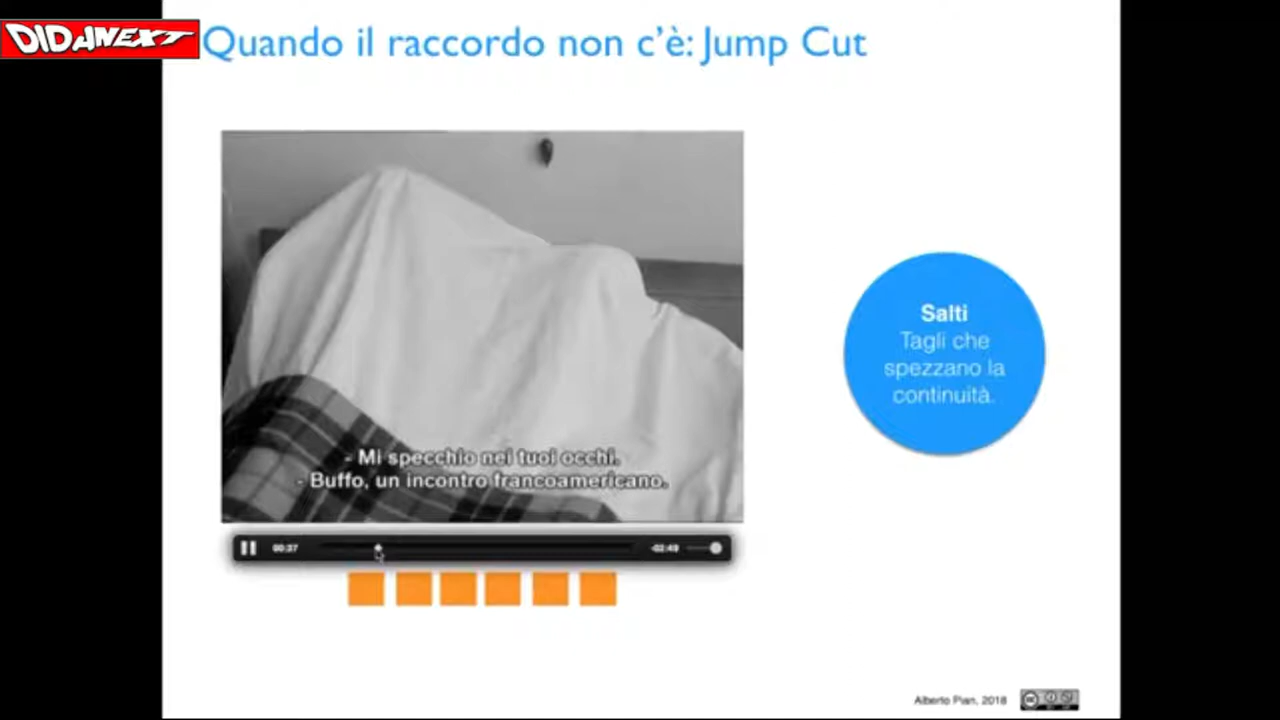 DIDANEXT
Quando il raccordo non c'è: Jump Cut
Salti
Tagli che
spezzano la
continuità.
- Mi specchio nei tuoi occhi.
- Buffo, un incontro francoamericano.
00:37
-02:49
Alberto Pian, 2018